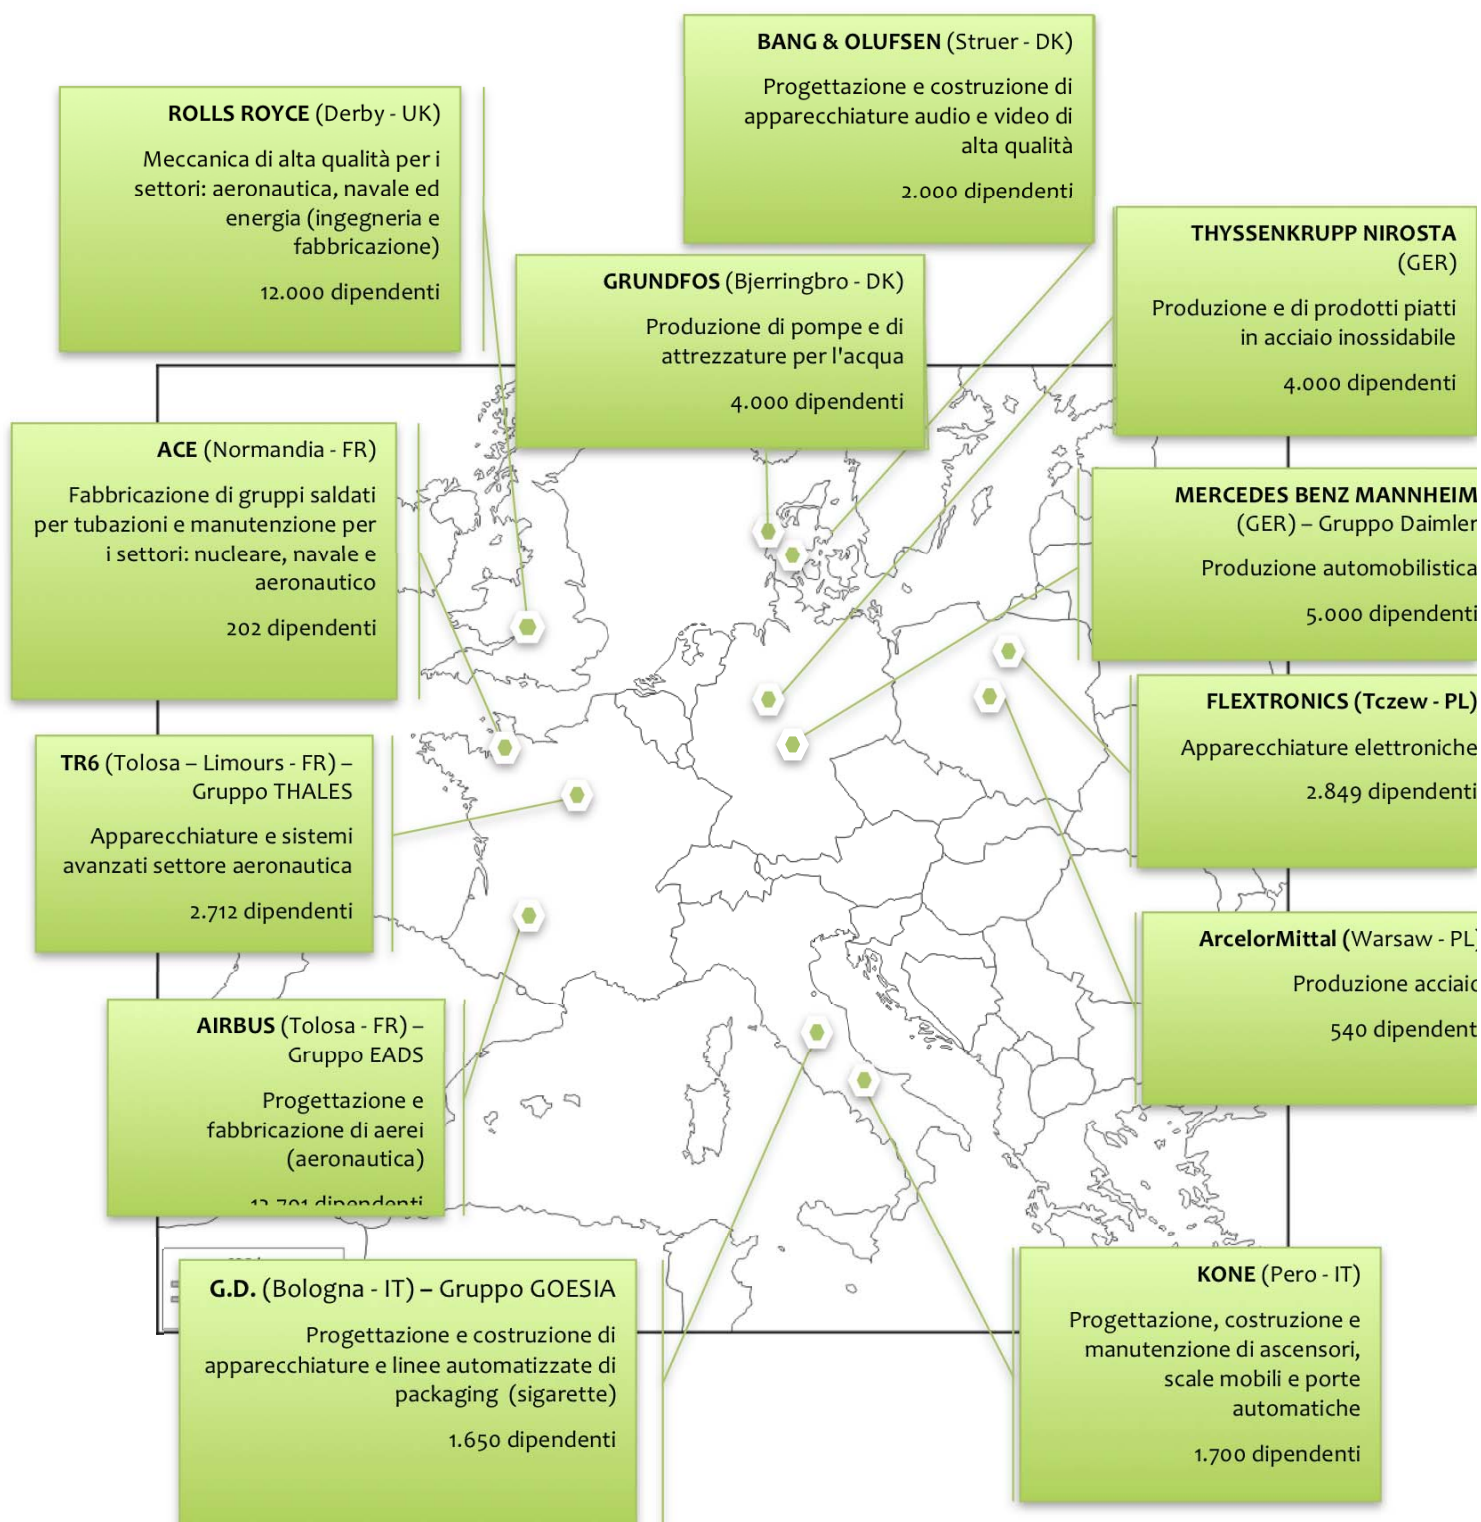 BANG & OLUFSEN (Struer - DK)
Progettazione e costruzione di
apparecchiature audio e video di
alta qualità
2.000 dipendenti
ROLLS ROYCE (Derby - UK)
Meccanica di alta qualità per i
settori: aeronautica, navale ed
energia (ingegneria e
fabbricazione)
12.000 dipendenti
THYSSENKRUPP NIROSTA
(GER)
Produzione e di prodotti piatti
in acciaio inossidabile
4.000 dipendenti
GRUNDFOS (Bjerringbro - DK)
Produzione di pompe e di
attrezzature per l'acqua
4.000 dipendenti
ACE (Normandia - FR)
Fabbricazione di gruppi saldati
per tubazioni e manutenzione per
i settori: nucleare, navale e
aeronautico
202 dipendenti
MERCEDES BENZ MANNHEIM
(GER) – Gruppo Daimler
Produzione automobilistica
5.000 dipendenti
FLEXTRONICS (Tczew - PL)
Apparecchiature elettroniche
2.849 dipendenti
TR6 (Tolosa – Limours - FR) –
Gruppo THALES
Apparecchiature e sistemi
avanzati settore aeronautica
2.712 dipendenti
ArcelorMittal (Warsaw - PL)
Produzione acciaio
540 dipendent
AIRBUS (Tolosa - FR) –
Gruppo EADS
Progettazione e
fabbricazione di aerei
(aeronautica)
dipendenti
G.D. (Bologna - IT) – Gruppo GOESIA
Progettazione e costruzione di
apparecchiature e linee automatizzate di
packaging (sigarette)
1.650 dipendenti
KONE (Pero - IT)
Progettazione, costruzione e
manutenzione di ascensori,
scale mobili e porte
automatiche
1.700 dipendenti